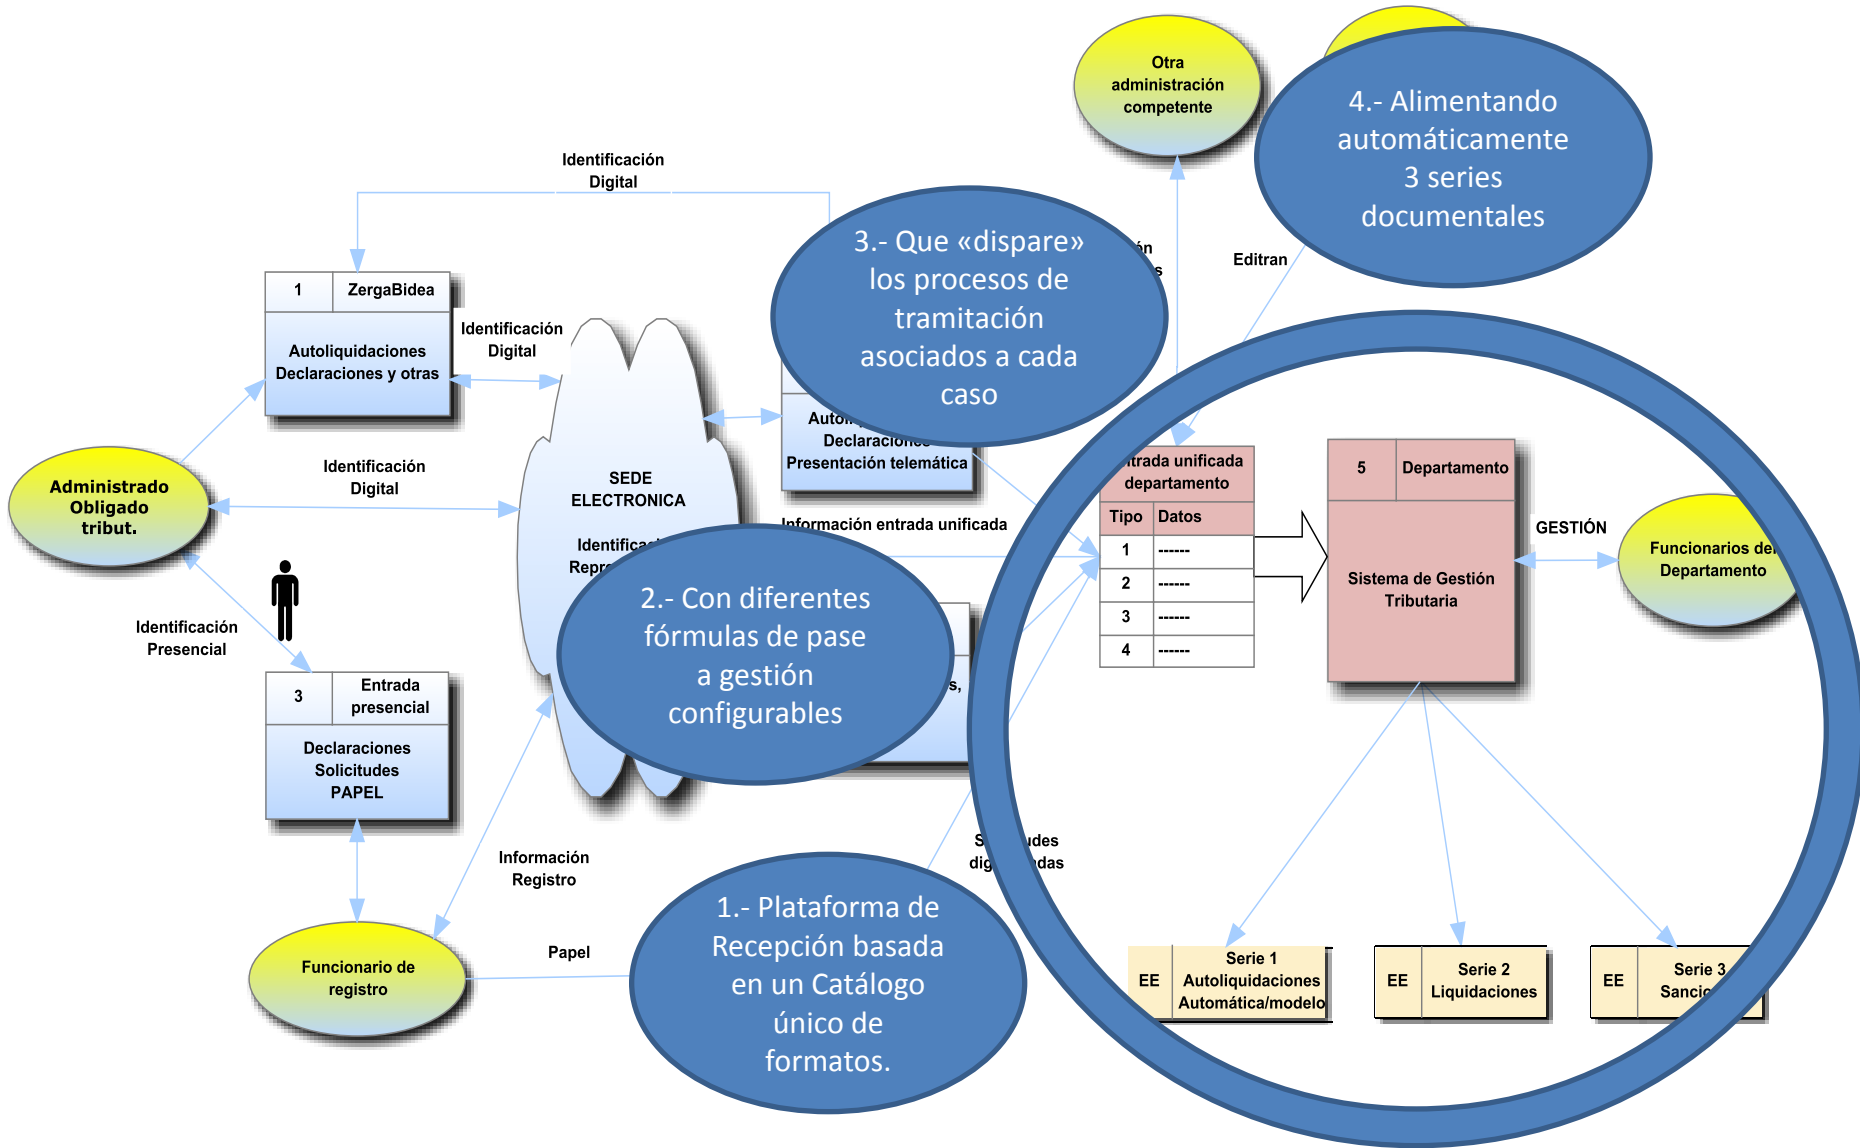 Otra
administración
competente
4.- Alimentando
automáticamente
3 series
documentales
Identificación
Digital
3.- Que «dispare»
los procesos de
tramitación
asociados a cada
caso
Editran
1 ZergaBidea
Autoliquidaciones
Declaraciones y otras
Identificación
Digital
Declaraciones
Presentación telemática
Identificación
Digital
Administrado
Obligado
tribut.
SEDE
ELECTRONICA
Información entrada unificada
unificada
departamento
Tipo Datos
1 ------
2 ------
3 ------
4 ------
5 Departamento
Sistema de Gestión
Tributaria
GESTIÓN
Funcionarios del
Departamento
2.- Con diferentes
fórmulas de pase
a gestión
configurables
Identificación
Presencial
3 Entrada
presencial
Declaraciones
Solicitudes
PAPEL
Información
Registro
Papel
Funcionario de
registro
1.- Plataforma de
Recepción basada
en un Catálogo
único de
formatos.
EE Serie 1
Autoliquidaciones
Automática/modelo
EE Serie 2
Liquidaciones
EE Serie 3